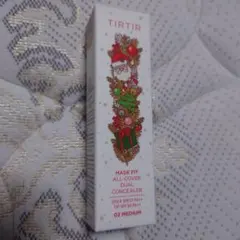 TIRTIR
MASK FIT
ALL-COVER
DUAL
CONCEALER
02 MEDIUM